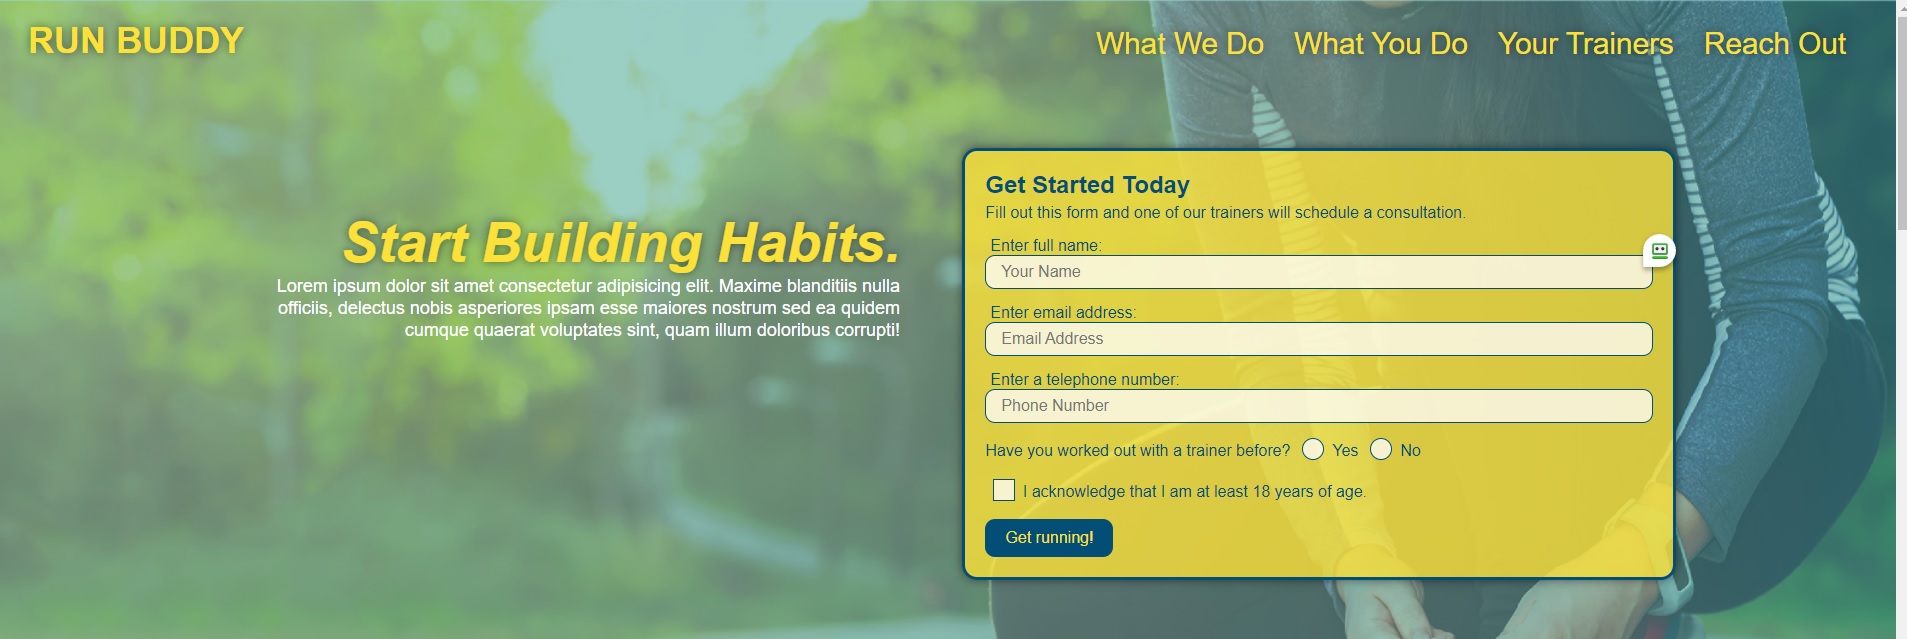 RUN BUDDY
What We Do
What You Do
Your Trainers
Reach Out
Start Building Habits.
Lorem ipsum dolor sit amet consectetur adipisicing elit. Maxime blanditiis nulla
officiis, delectus nobis asperiores ipsam esse maiores nostrum sed ea quidem
cumque quaerat voluptates sint, quam illum doloribus corrupti!
Get Started Today
Fill out this form and one of our trainers will schedule a consultation.
Enter full name:
Your Name
Enter email address:
Email Address
Enter a telephone number:
Phone Number
Have you worked out with a trainer before? Yes No
I acknowledge that I am at least 18 years of age.
Get running!